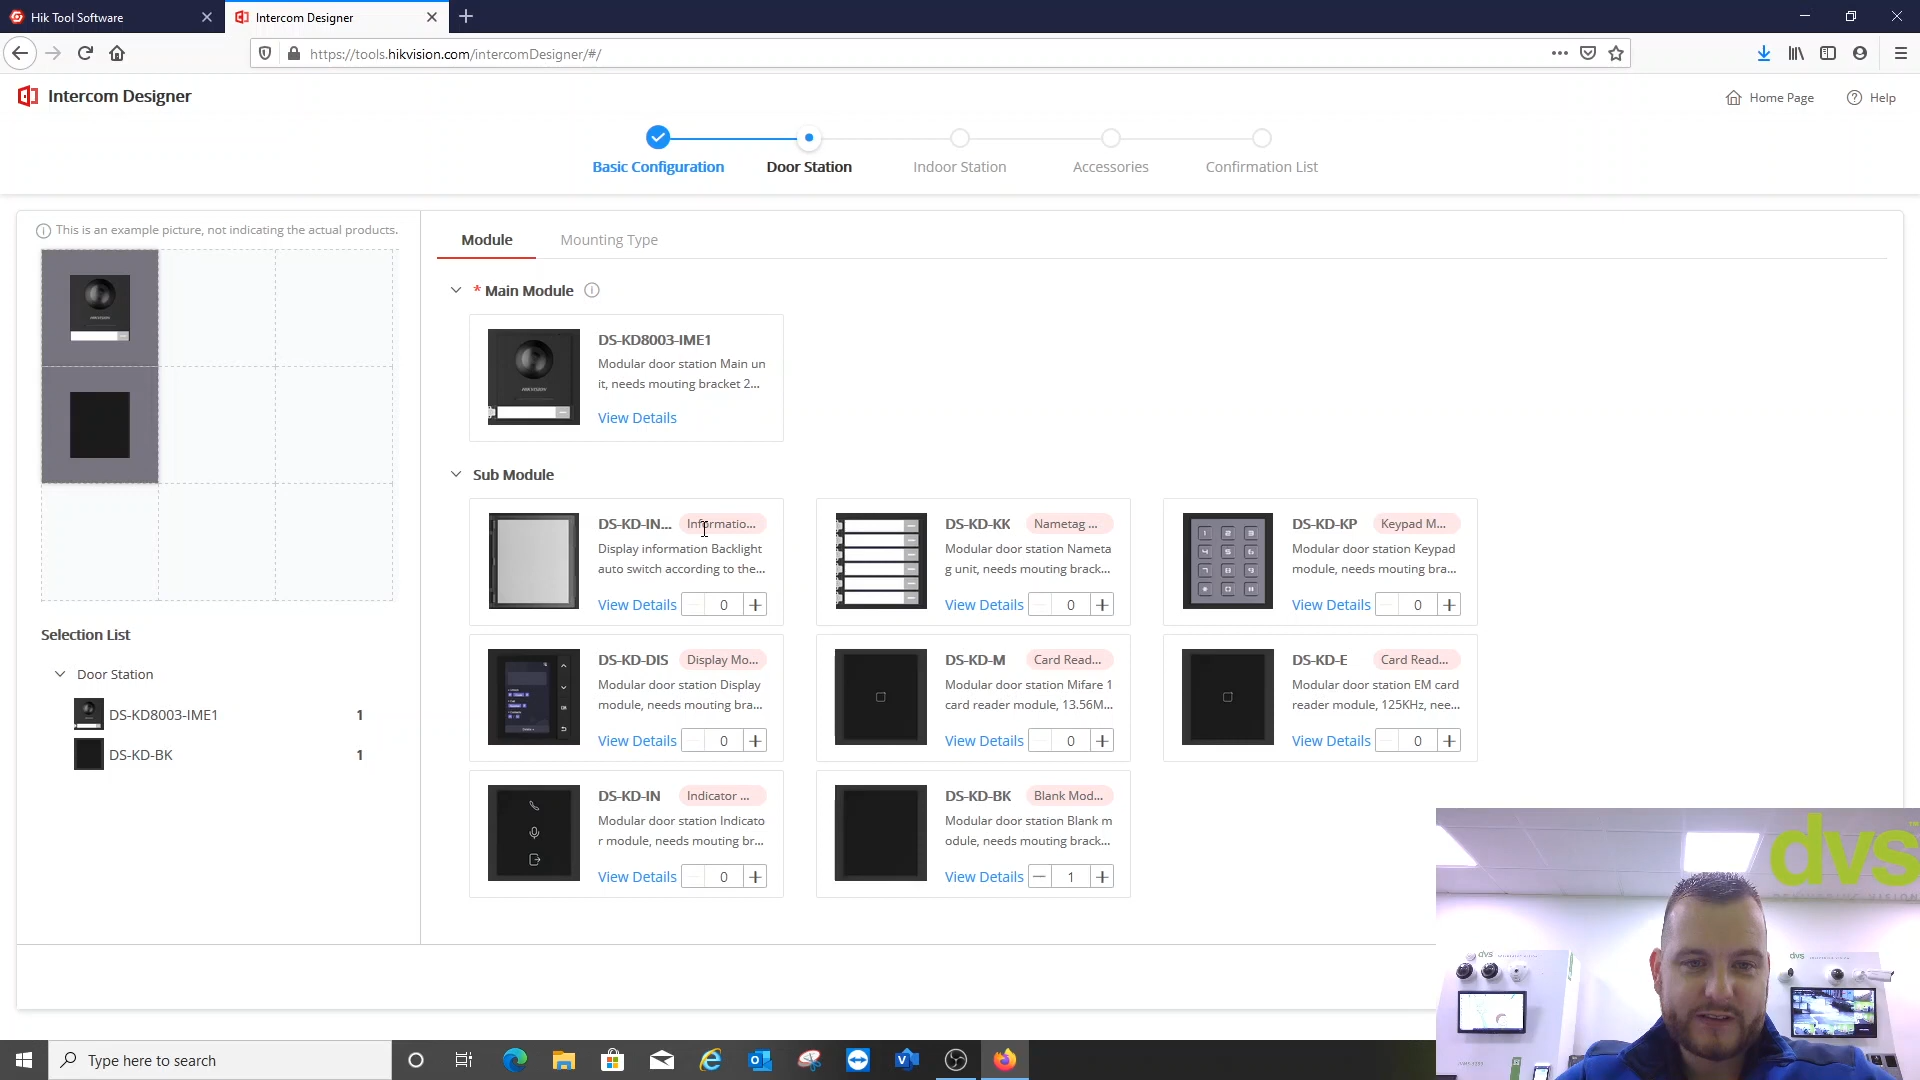 Hik Tool Software
Intercom Designer
https://tools.hikvision.com/intercomDesigner/#/
Intercom Designer
Home Page
Help
Basic Configuration
Door Station
Indoor Station
Accessories
Confirmation List
This is an example picture, not indicating the actual products.
Module
Mounting Type
* Main Module
DS-KD8003-IME1
Modular door station Main un
it, needs mouting bracket 2...
View Details
Sub Module
DS-KD-IN...
Informatio...
Display information Backlight
auto switch according to the...
View Details
0
DS-KD-KK
Nametag ...
Modular door station Nameta
g unit, needs mouting brack...
View Details
0
DS-KD-KP
Keypad M...
Modular door station Keypad
module, needs mouting bra...
View Details
0
DS-KD-DIS
Display Mo...
Modular door station Display
module, needs mouting bra...
View Details
0
DS-KD-M
Card Read...
Modular door station Mifare 1
card reader module, 13.56M...
View Details
0
DS-KD-E
Card Read...
Modular door station EM card
reader module, 125KHz, nee...
View Details
0
DS-KD-IN
Indicator ...
Modular door station Indicato
r module, needs mouting br...
View Details
0
DS-KD-BK
Blank Mod...
Modular door station Blank m
odule, needs mouting brack...
View Details
1
Selection List
Door Station
DS-KD8003-IME1
1
DS-KD-BK
1
dvs
dvs
dvs
Type here to search